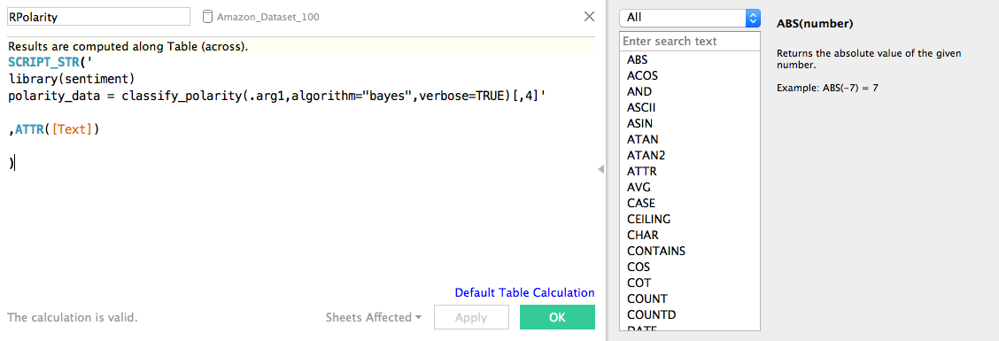 RPolarity
Amazon_Dataset_100
Results are computed along Table (across).
SCRIPT_STR('
library(sentiment)
polarity_data = classify_polarity(.arg1,algorithm="bayes",verbose=TRUE)[,4]'
,ATTR([Text])
)
Default Table Calculation
The calculation is valid.
Sheets Affected
Apply
OK
All
Enter search text
ABS
ACOS
AND
ASCII
ASIN
ATAN
ATAN2
ATTR
AVG
CASE
CEILING
CHAR
CONTAINS
COS
COT
COUNT
COUNTD
DATE
ABS(number)
Returns the absolute value of the given
number.
Example: ABS(-7) = 7